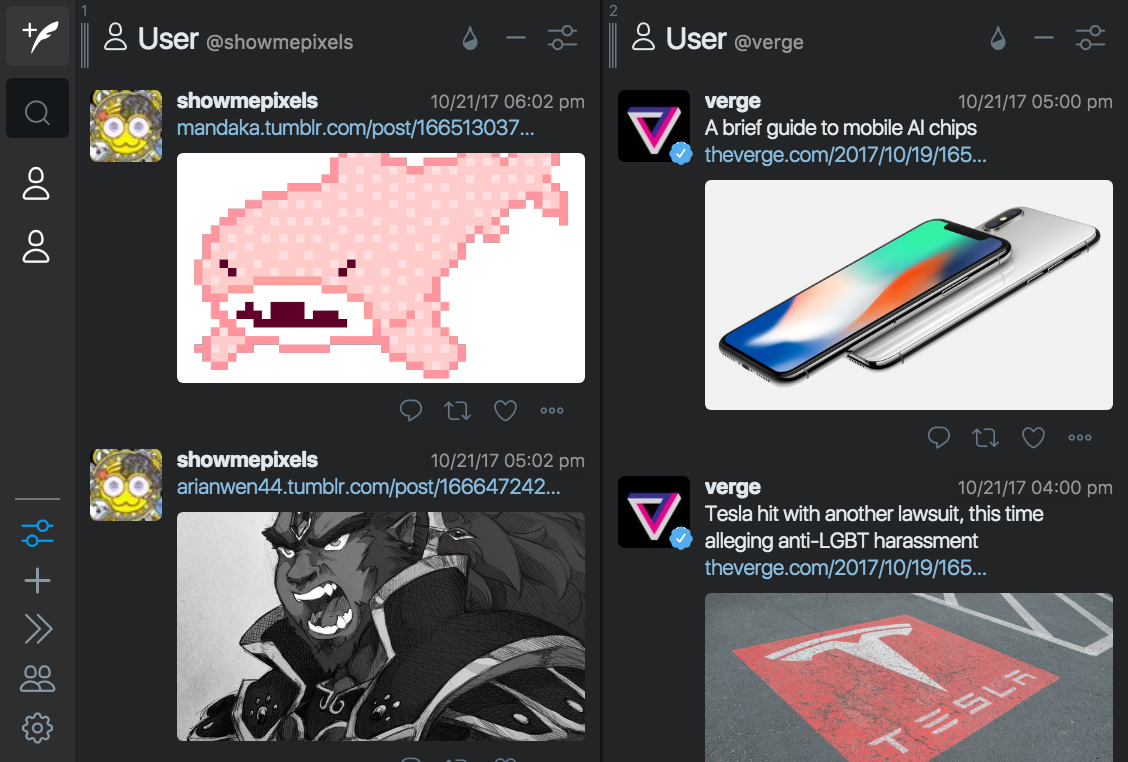 1
User @showmepixels
showmepixels 10/21/17 06:02 pm
mandaka.tumblr.com/post/166513037...
showmepixels 10/21/17 05:02 pm
arianwen44.tumblr.com/post/166647242...
2
User @verge
verge 10/21/17 05:00 pm
A brief guide to mobile AI chips
theverge.com/2017/10/19/165...
verge 10/21/17 04:00 pm
Tesla hit with another lawsuit, this time
alleging anti-LGBT harassment
theverge.com/2017/10/19/165...
TESLA